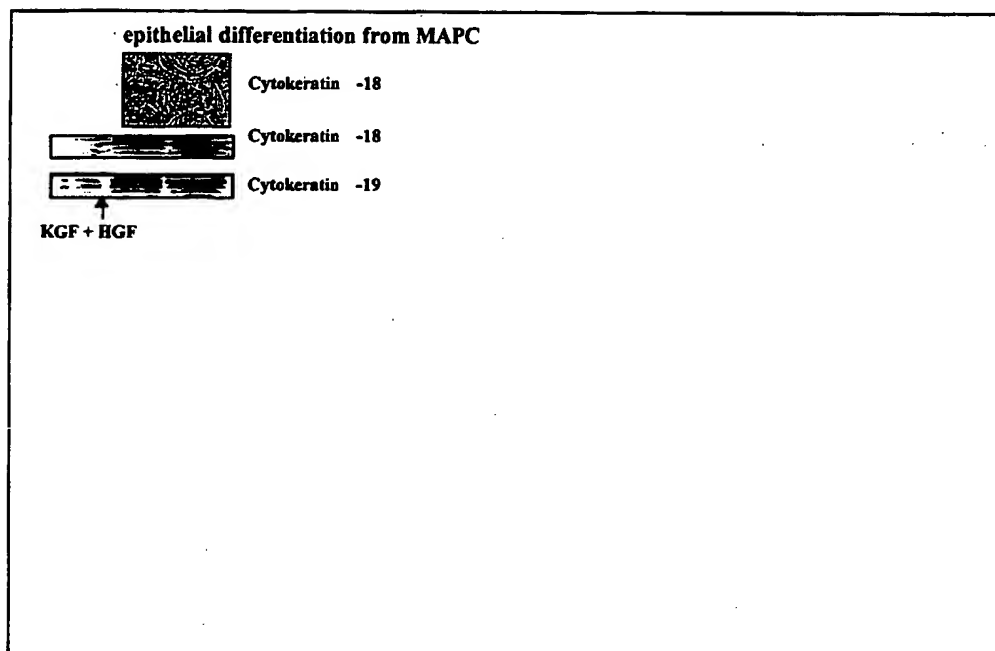 epithelial differentiation from MAPC
Cytokeratin -18
Cytokeratin -18
Cytokeratin -19
KGF + HGF